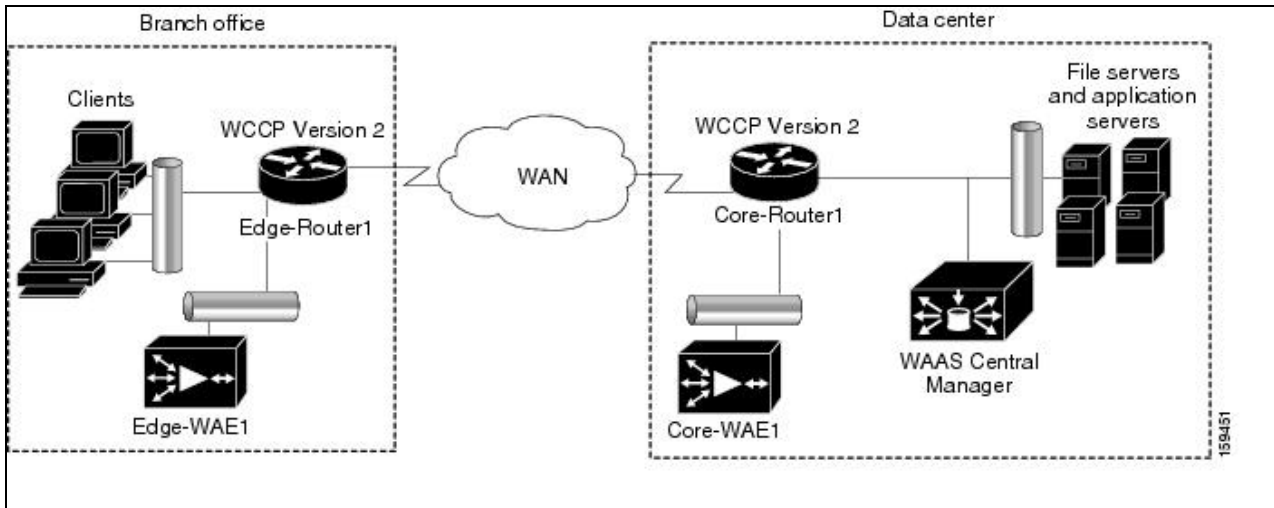 Branch office
Data center
Clients
WCCP Version 2
Edge-Router1
Edge-WAE1
WAN
WCCP Version 2
Core-Router1
Core-WAE1
File servers
and application
servers
WAAS Central
Manager
159451